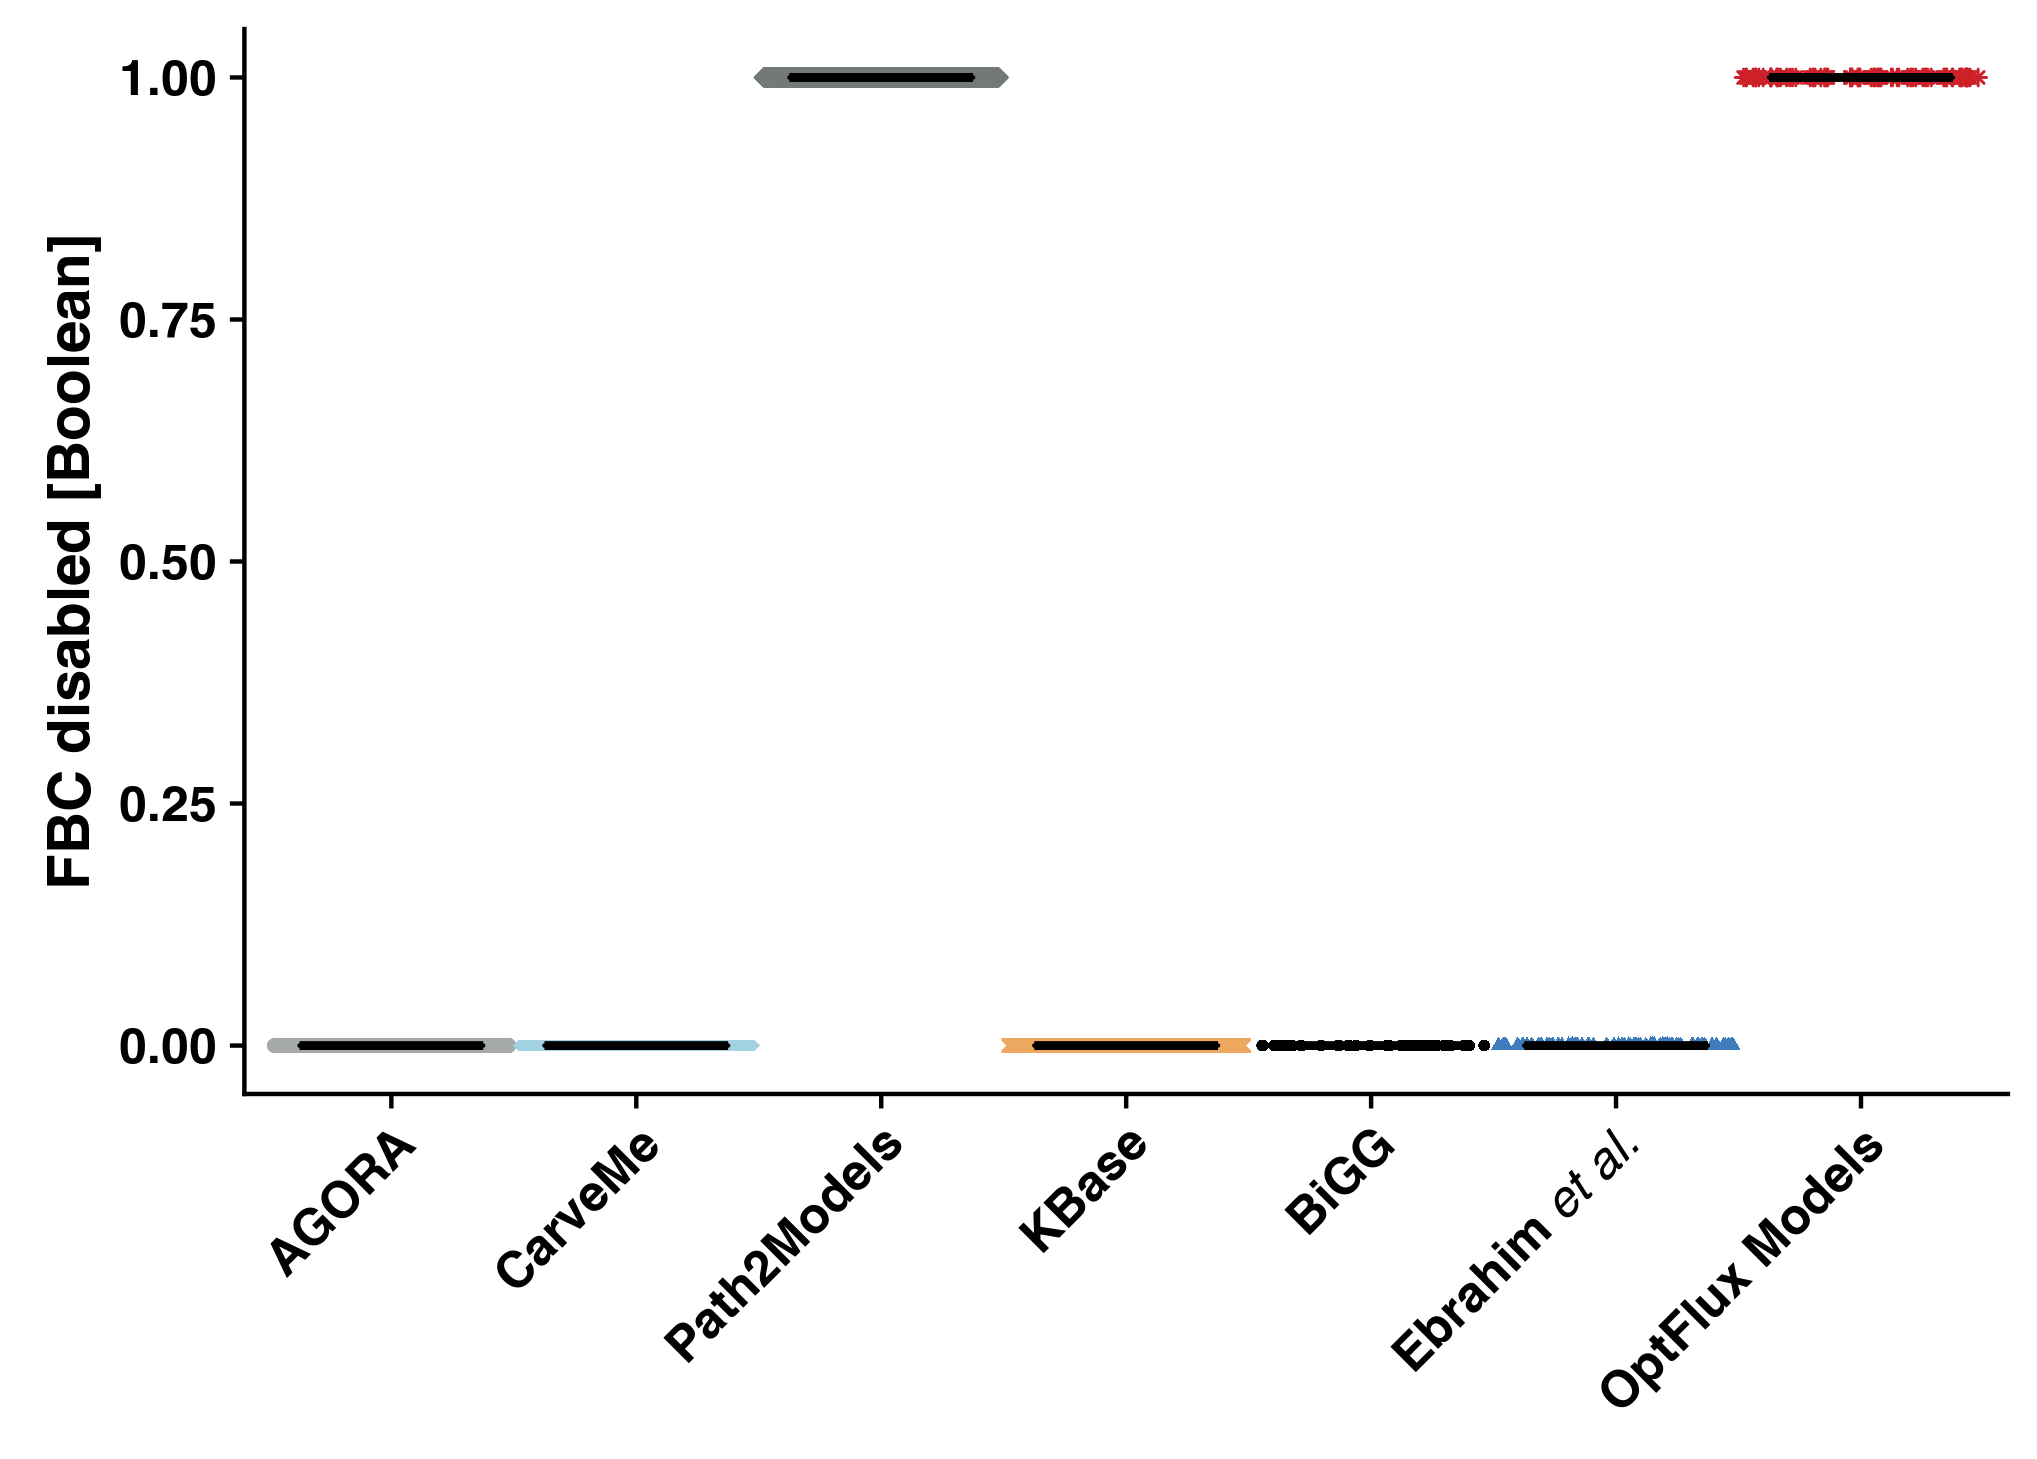 FBC disabled [Boolean]
1.00
0.75
0.50
0.25
0.00
AGORA
CarveMe
Path2Models
KBase
BiGG
Ebrahim et al.
OptFlux Models